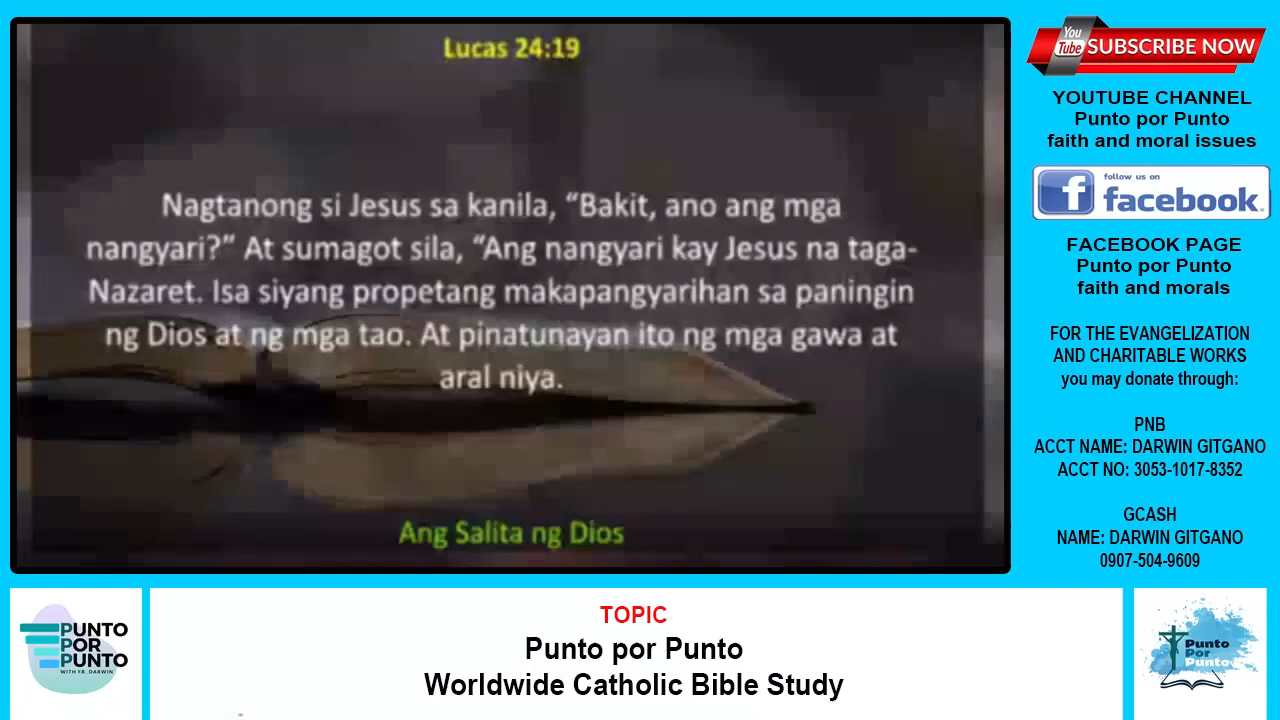 Lucas 24:19
Nagtanong si Jesus sa kanila, “Bakit, ano ang mga
nangyari?” At sumagot sila, “Ang nangyari kay Jesus na taga-
Nazaret. Isa siyang propetang makapangyarihan sa paningin
ng Dios at ng mga tao. At pinatunayan ito ng mga gawa at
aral niya.
Ang Salita ng Dios
You
Tube SUBSCRIBE NOW
YOUTUBE CHANNEL
Punto por Punto
faith and moral issues
follow us on
facebook.
FACEBOOK PAGE
Punto por Punto
faith and morals
FOR THE EVANGELIZATION
AND CHARITABLE WORKS
you may donate through:
PNB
ACCT NAME: DARWIN GITGANO
ACCT NO: 3053-1017-8352
GCASH
NAME: DARWIN GITGANO
0907-504-9609
PUNTO
POR
PUNTO
WITH FR. DARWIN
TOPIC
Punto por Punto
Worldwide Catholic Bible Study
Punto
Por
Punto